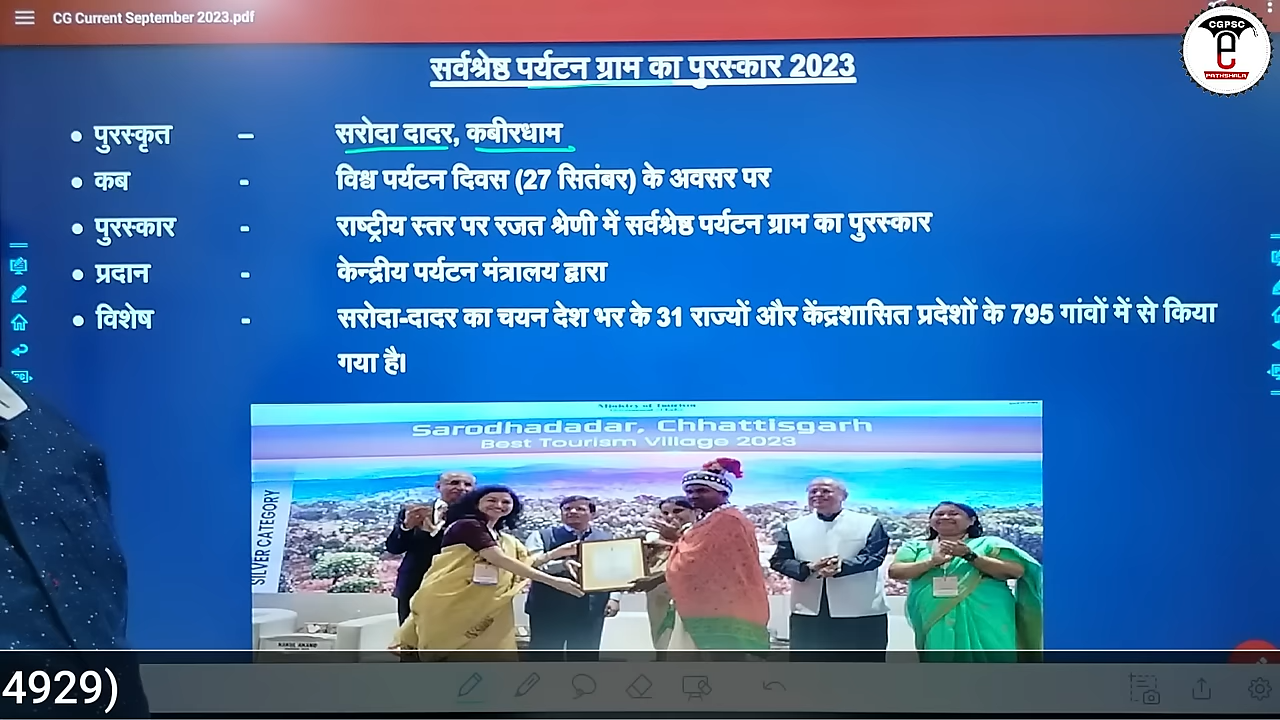 CG Current September 2023.pdf
CGPSC
e
PATHSHALA
सर्वश्रेष्ठ पर्यटन ग्राम का पुरस्कार 2023
• पुरस्कृत – सरोदा दादर, कबीरधाम
• कब - विश्व पर्यटन दिवस (27 सितंबर) के अवसर पर
• पुरस्कार - राष्ट्रीय स्तर पर रजत श्रेणी में सर्वश्रेष्ठ पर्यटन ग्राम का पुरस्कार
• प्रदान - केन्द्रीय पर्यटन मंत्रालय द्वारा
• विशेष - सरोदा-दादर का चयन देश भर के 31 राज्यों और केंद्रशासित प्रदेशों के 795 गांवों में से किया
गया है।
Ministry of Tourism
Sarodhadadar, Chhattisgarh
Best Tourism Village 2023
SILVER CATEGORY
4929)